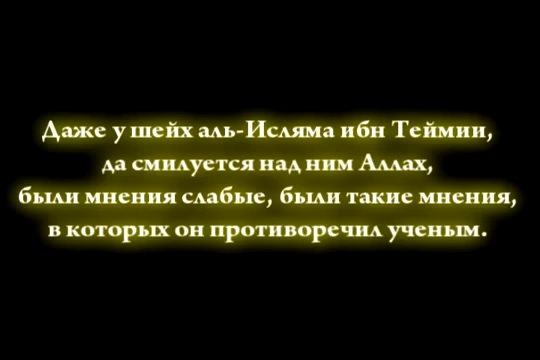 Даже у шейх аль-Исляма ибн Теймии,
да смилуется над ним Аллах,
были мнения слабые, были такие мнения,
в которых он противоречил ученым.